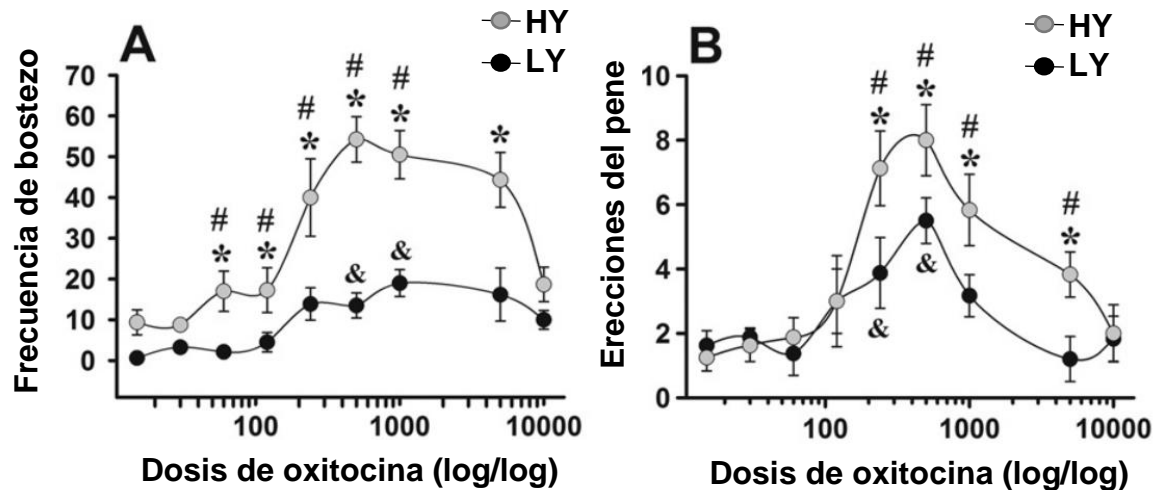 A
HY
LY
Frecuencia de bostezo
70
60
50
40
30
20
10
0
# # # # #
* * * * * *
& &
100 1000 10000
Dosis de oxitocina (log/log)
B
HY
LY
Erecciones del pene
10
8
6
4
2
0
# # # #
* * * *
& &
100 1000 10000
Dosis de oxitocina (log/log)